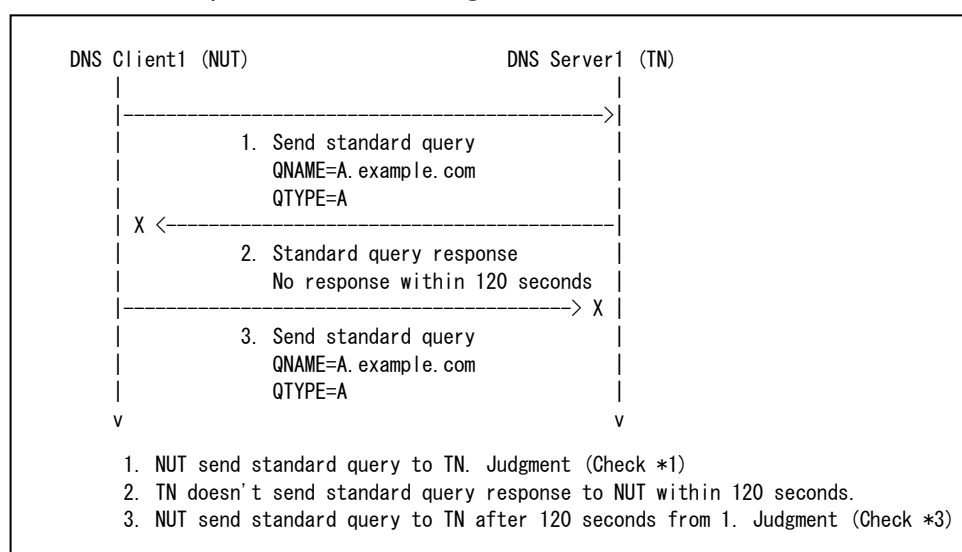 DNS Client1 (NUT) DNS Server1 (TN)
1. Send standard query
QNAME=A.example.com
QTYPE=A
X
2. Standard query response
No response within 120 seconds
X
3. Send standard query
QNAME=A.example.com
QTYPE=A
v v
1. NUT send standard query to TN. Judgment (Check *1)
2. TN doesn't send standard query response to NUT within 120 seconds.
3. NUT send standard query to TN after 120 seconds from 1. Judgment (Check *3)